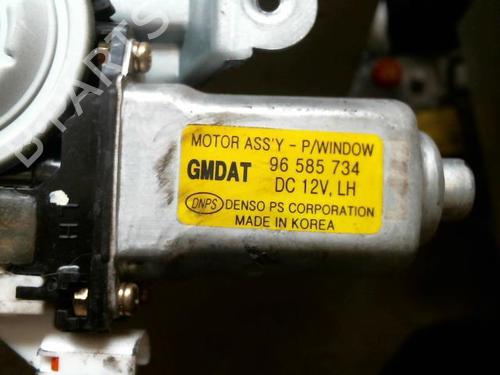 B PARTS
MOTOR ASS'Y - P/WINDOW
GMDAT 96 585 734
DC 12V, LH
DNPS DENSO PS CORPORATION
MADE IN KOREA